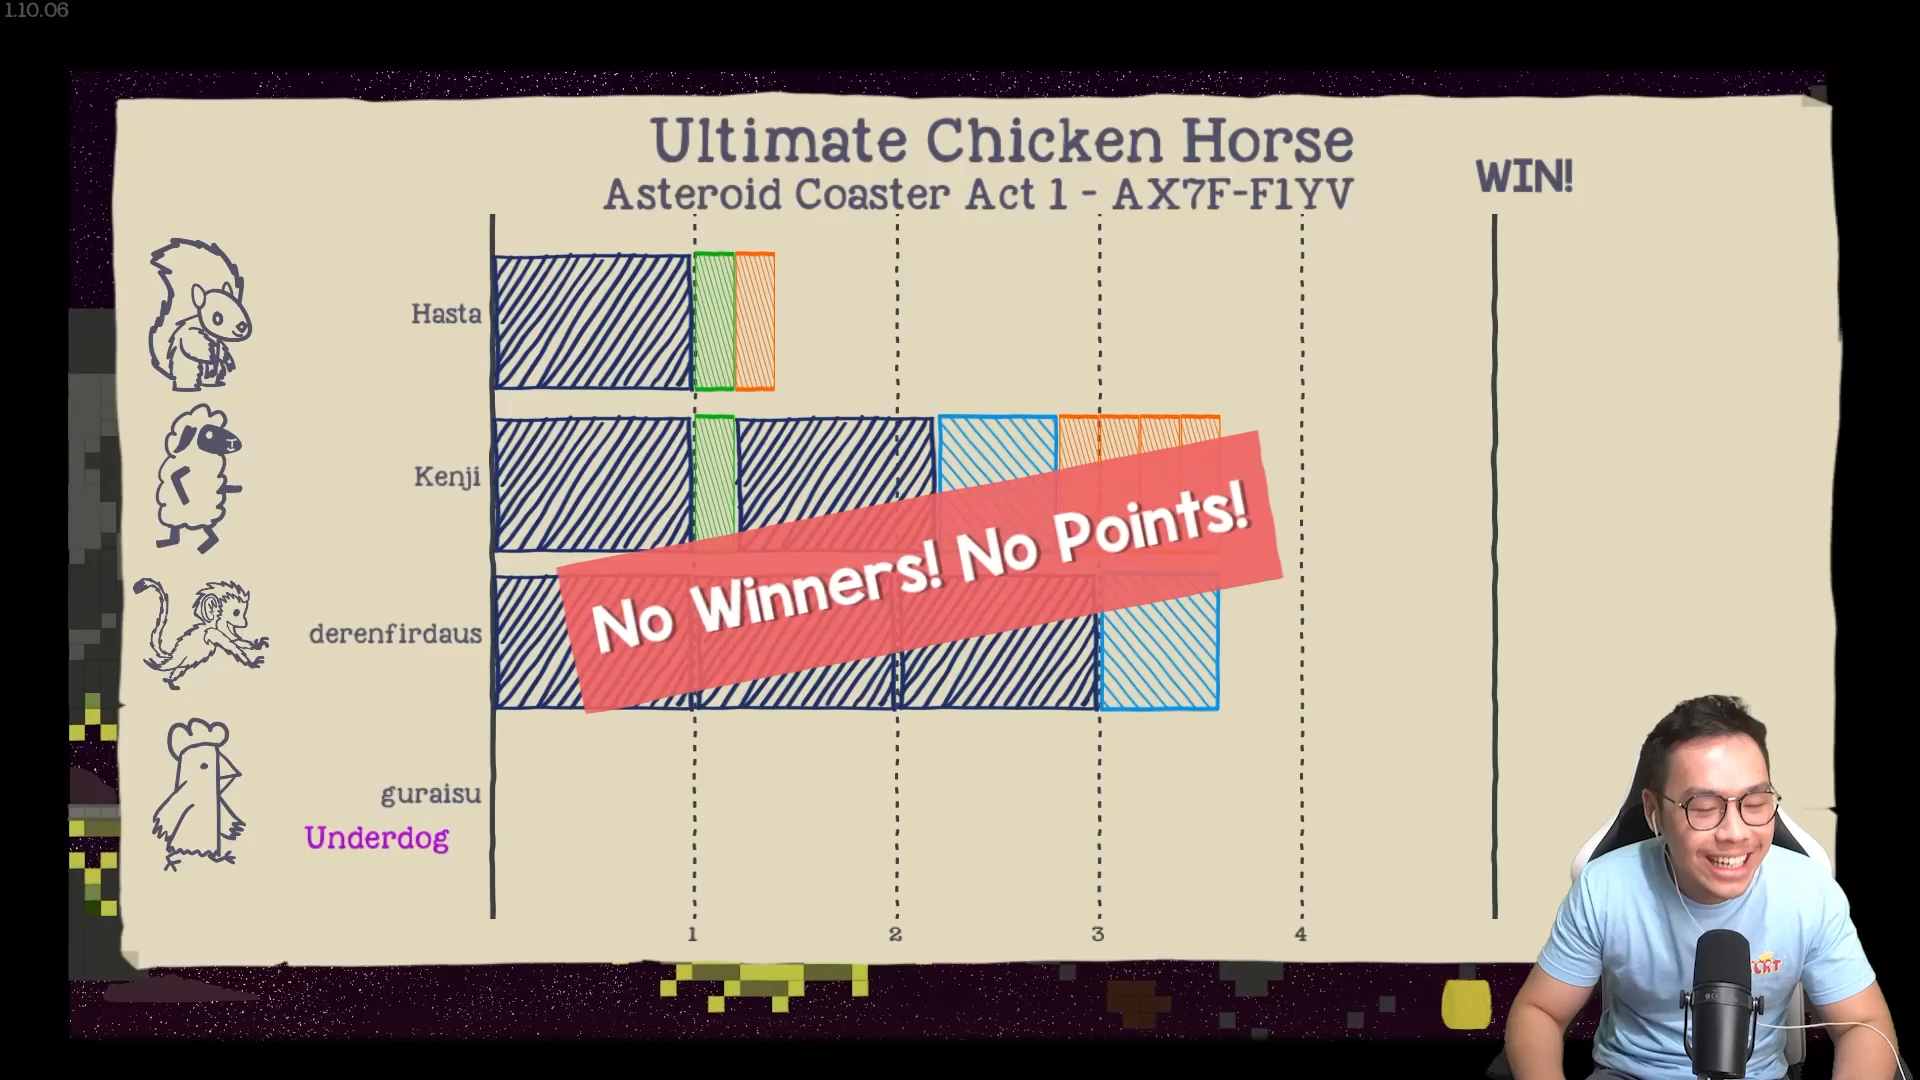 1.10.06
Ultimate Chicken Horse
Asteroid Coaster Act 1 - AX7F-F1YV
WIN!
Hasta
Kenji
No Winners! No Points!
derenfirdaus
guraisu
Underdog
1 2 3 4